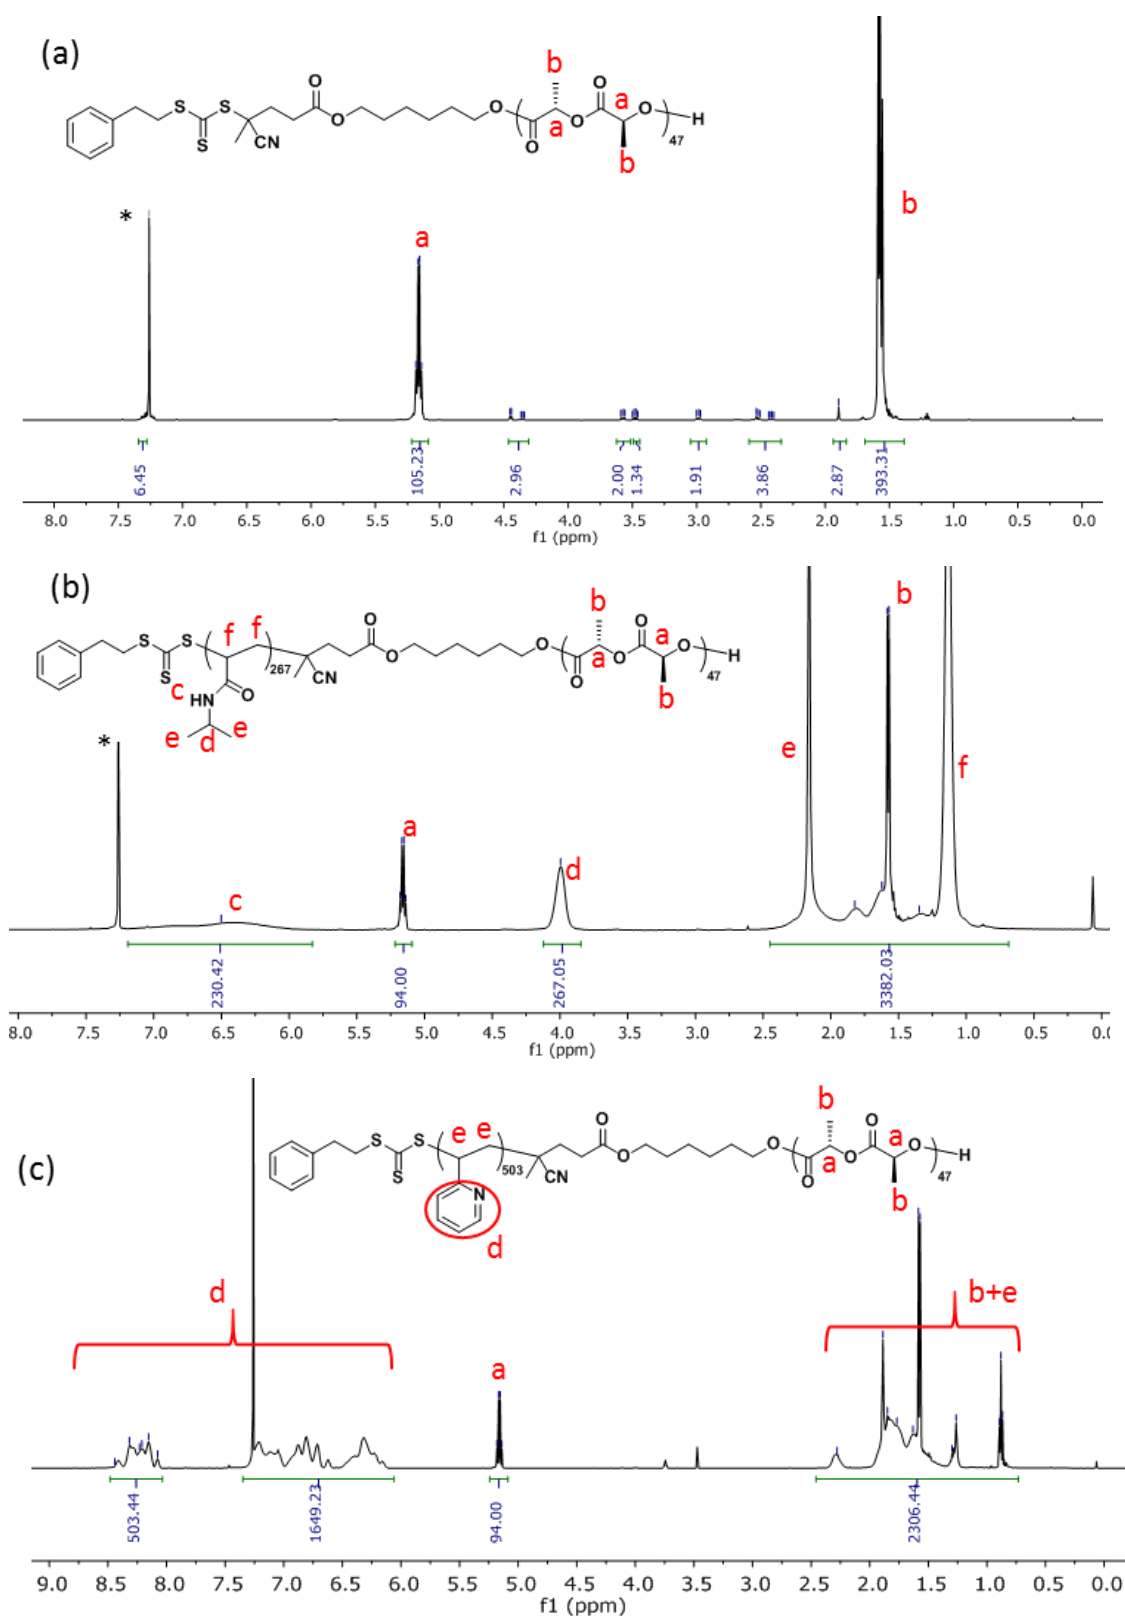 (a)
b
O
O
a
S
S
O
O
O
O
H
S
CN
O
a
b
47
*
a
b
6.45
105.23
2.96
2.00
1.34
1.91
3.86
2.87
393.31
8.0 7.5 7.0 6.5 6.0 5.5 5.0 4.5 4.0 3.5 3.0 2.5 2.0 1.5 1.0 0.5 0.0
f1 (ppm)
(b)
b
O
O
a
f f
S
S
O
O
O
O
H
267
S
CN
O
a
b
47
c
HN
O
e
d
e
*
c
a
d
e
b
f
230.42
94.00
267.05
3382.03
8.0 7.5 7.0 6.5 6.0 5.5 5.0 4.5 4.0 3.5 3.0 2.5 2.0 1.5 1.0 0.5 0.0
f1 (ppm)
(c)
b
O
O
a
e e
S
S
O
O
O
O
H
503
S
CN
O
a
b
47
N
d
d
a
b+e
503.44
1649.23
94.00
2306.44
9.0 8.5 8.0 7.5 7.0 6.5 6.0 5.5 5.0 4.5 4.0 3.5 3.0 2.5 2.0 1.5 1.0 0.5 0.0
f1 (ppm)